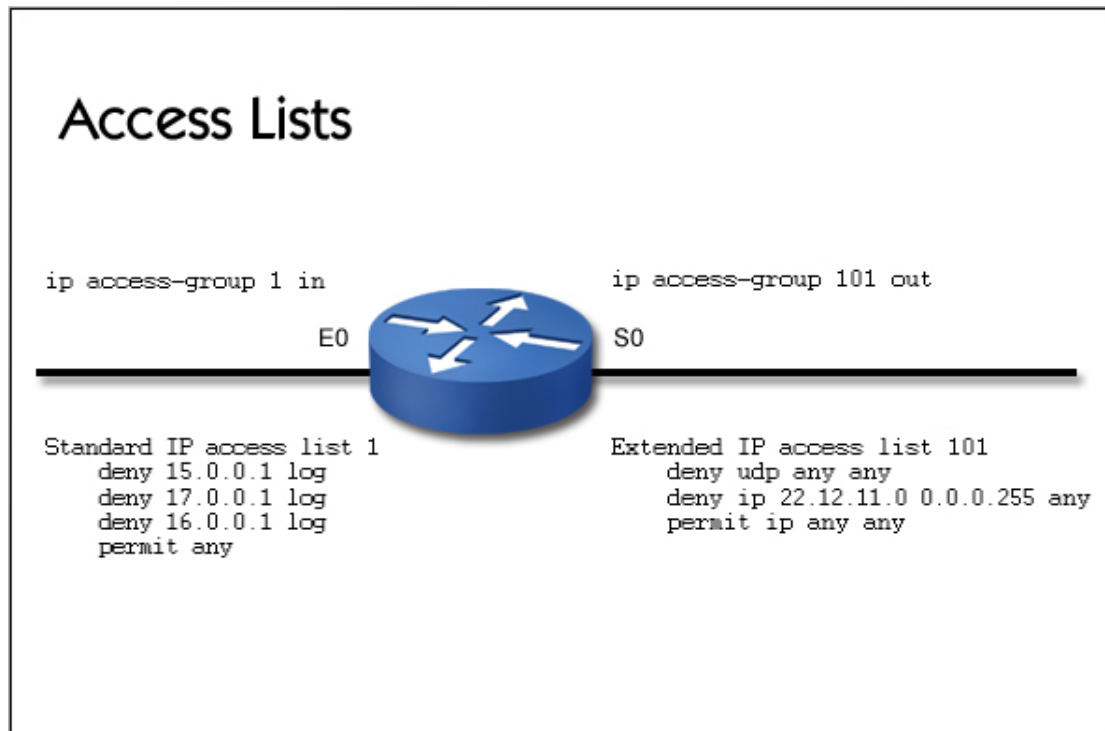 Access Lists
ip access-group 1 in
ip access-group 101 out
E0
S0
Standard IP access list 1
deny 15.0.0.1 log
deny 17.0.0.1 log
deny 16.0.0.1 log
permit any
Extended IP access list 101
deny udp any any
deny ip 22.12.11.0 0.0.0.255 any
permit ip any any